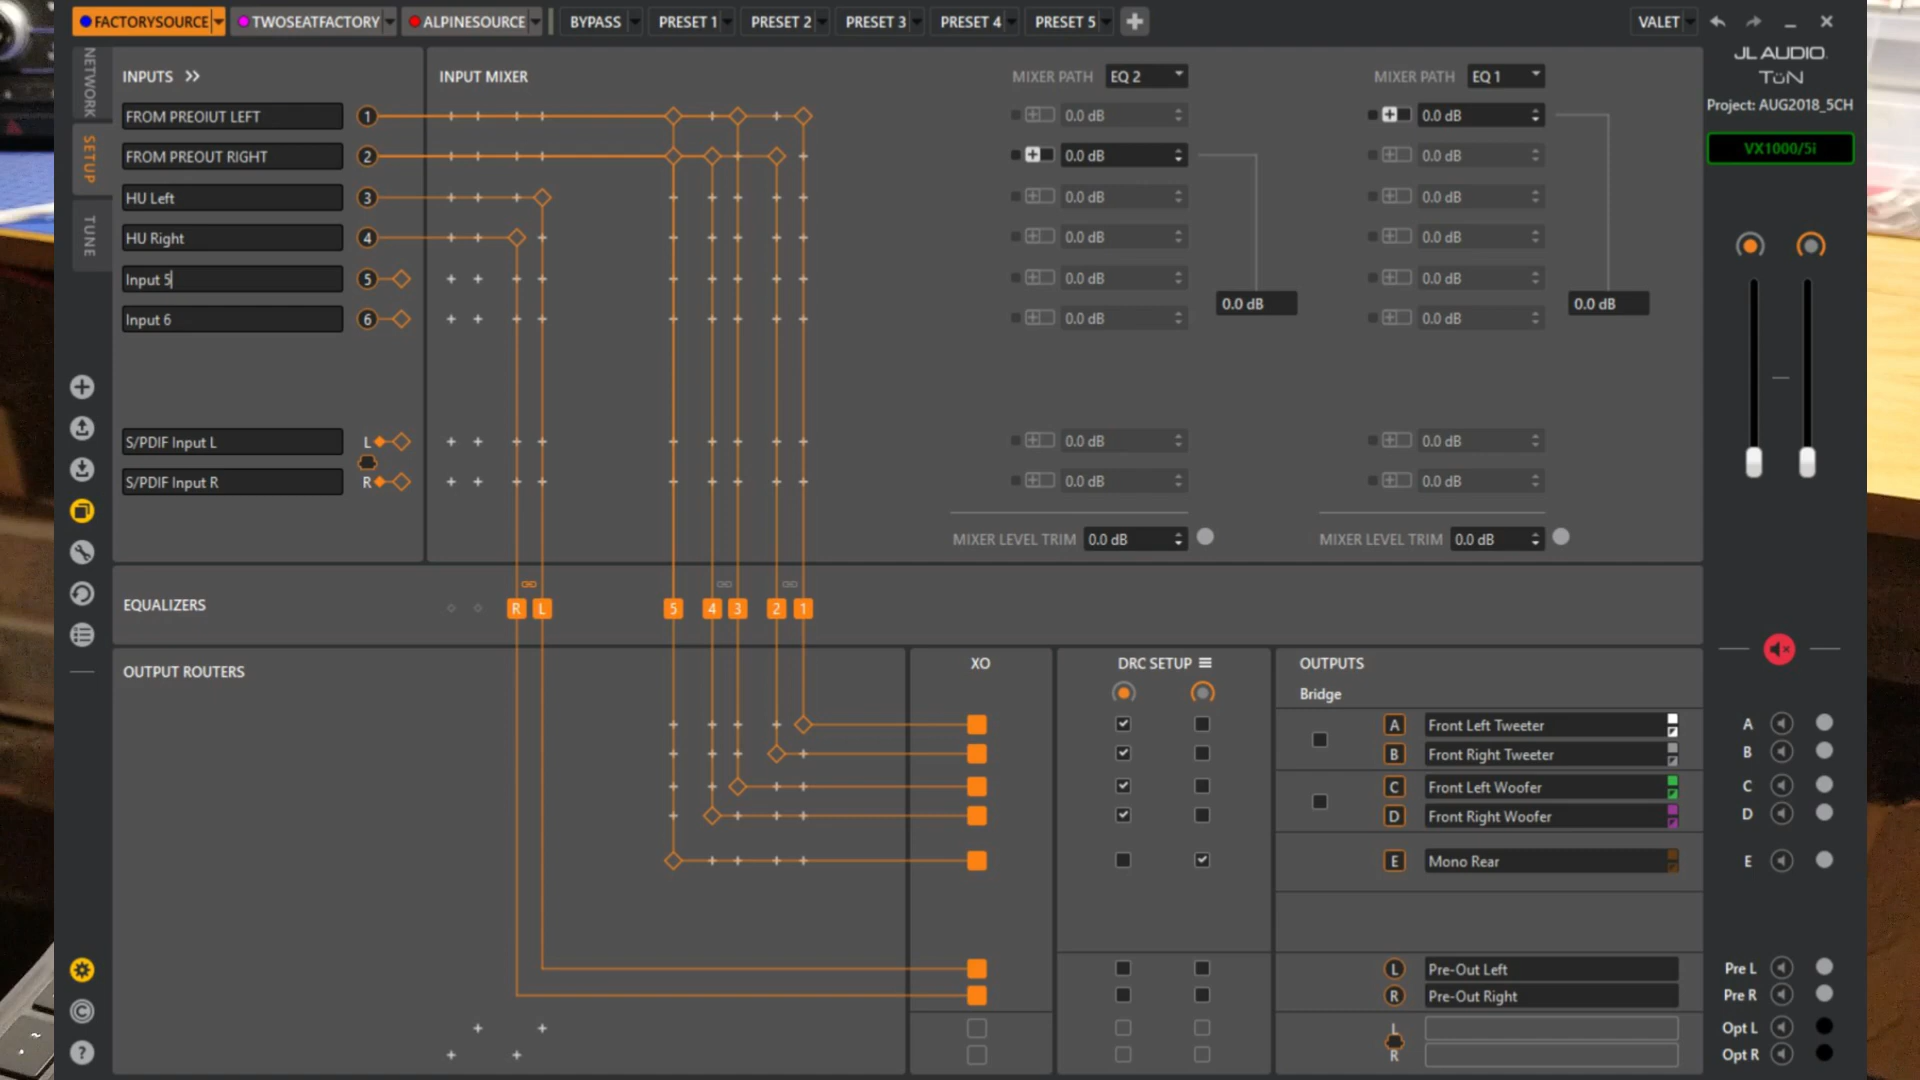 FACTORYSOURCE TWOSEATFACTORY ALPINESOURCE BYPASS PRESET 1 PRESET 2 PRESET 3 PRESET 4 PRESET 5 VALET
NETWORK
SETUP
TUNE
INPUTS
FROM PREOIUT LEFT 1
FROM PREOUT RIGHT 2
HU Left 3
HU Right 4
Input 5 5
Input 6 6
S/PDIF Input L L
S/PDIF Input R R
INPUT MIXER
MIXER PATH EQ 2
0.0 dB
0.0 dB
0.0 dB
0.0 dB
0.0 dB
0.0 dB
0.0 dB
0.0 dB
0.0 dB
MIXER LEVEL TRIM 0.0 dB
MIXER PATH EQ 1
0.0 dB
0.0 dB
0.0 dB
0.0 dB
0.0 dB
0.0 dB
0.0 dB
0.0 dB
0.0 dB
MIXER LEVEL TRIM 0.0 dB
JL AUDIO.
TüN
Project: AUG2018_5CH
VX1000/5i
EQUALIZERS
R L 5 4 3 2 1
OUTPUT ROUTERS
XO
DRC SETUP
OUTPUTS
Bridge
A Front Left Tweeter A
B Front Right Tweeter B
C Front Left Woofer C
D Front Right Woofer D
E Mono Rear E
L Pre-Out Left Pre L
R Pre-Out Right Pre R
L Opt L
R Opt R